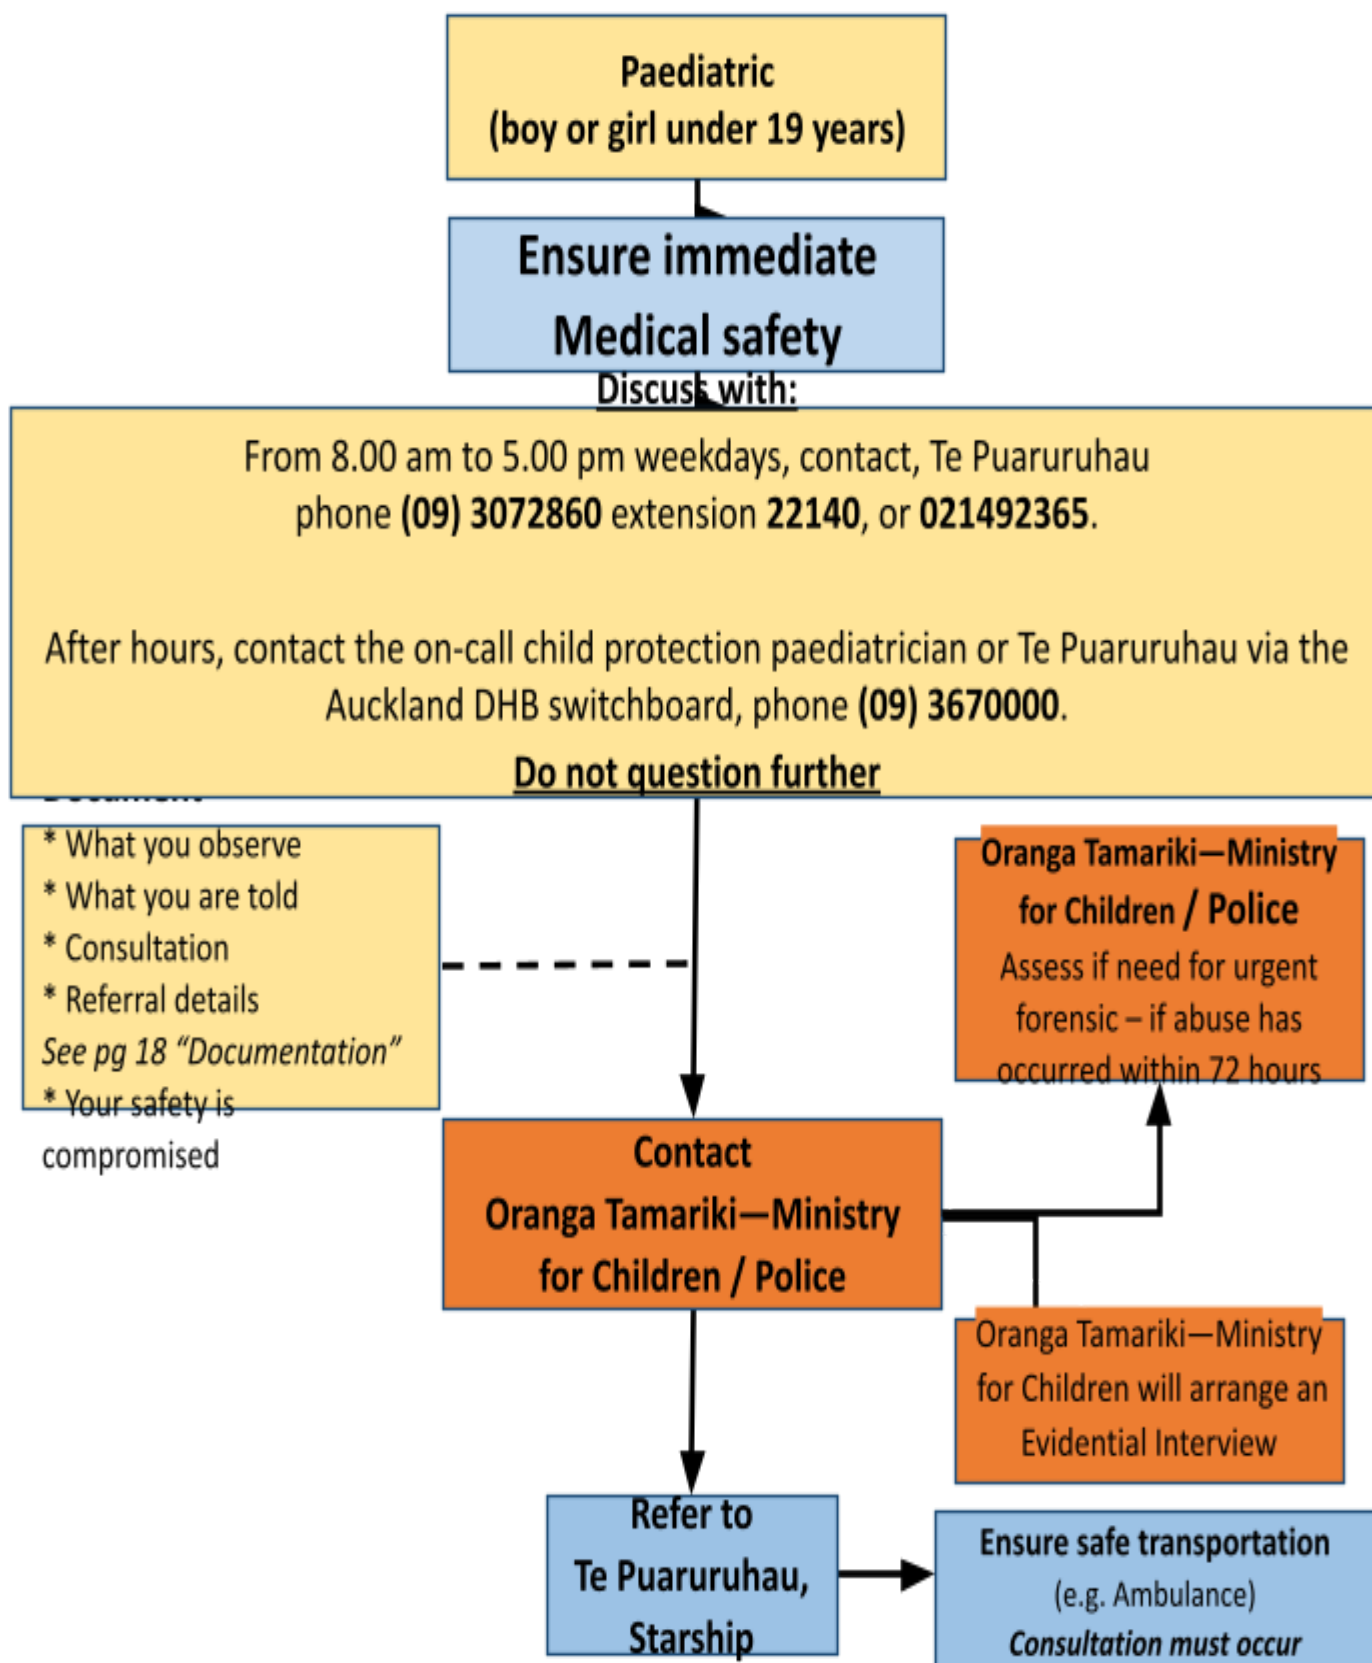 Paediatric
(boy or girl under 19 years)
Ensure immediate
Medical safety
Discuss with:
From 8.00 am to 5.00 pm weekdays, contact, Te Puaruruhau
phone (09) 3072860 extension 22140, or 021492365.
After hours, contact the on-call child protection paediatrician or Te Puaruruhau via the
Auckland DHB switchboard, phone (09) 3670000.
Do not question further
* What you observe
* What you are told
* Consultation
* Referral details
See pg 18 “Documentation”
* Your safety is
compromised
Oranga Tamariki—Ministry
for Children / Police
Assess if need for urgent
forensic – if abuse has
occurred within 72 hours
Contact
Oranga Tamariki—Ministry
for Children / Police
Oranga Tamariki—Ministry
for Children will arrange an
Evidential Interview
Refer to
Te Puaruruhau,
Starship
Ensure safe transportation
(e.g. Ambulance)
Consultation must occur